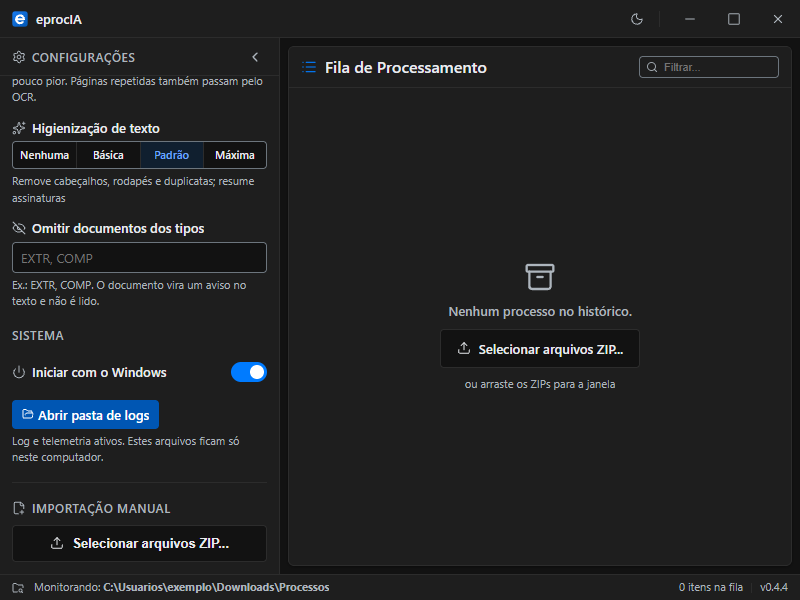 eprocIA
CONFIGURAÇÕES
pouco pior. Páginas repetidas também passam pelo
OCR.
Higienização de texto
Nenhuma Básica Padrão Máxima
Remove cabeçalhos, rodapés e duplicatas; resume
assinaturas
Omitir documentos dos tipos
EXTR, COMP
Ex.: EXTR, COMP. O documento vira um aviso no
texto e não é lido.
SISTEMA
Iniciar com o Windows
Abrir pasta de logs
Log e telemetria ativos. Estes arquivos ficam só
neste computador.
IMPORTAÇÃO MANUAL
Selecionar arquivos ZIP...
Fila de Processamento
Filtrar...
Nenhum processo no histórico.
Selecionar arquivos ZIP...
ou arraste os ZIPs para a janela
Monitorando: C:\Usuarios\exemplo\Downloads\Processos
0 itens na fila
v0.4.4